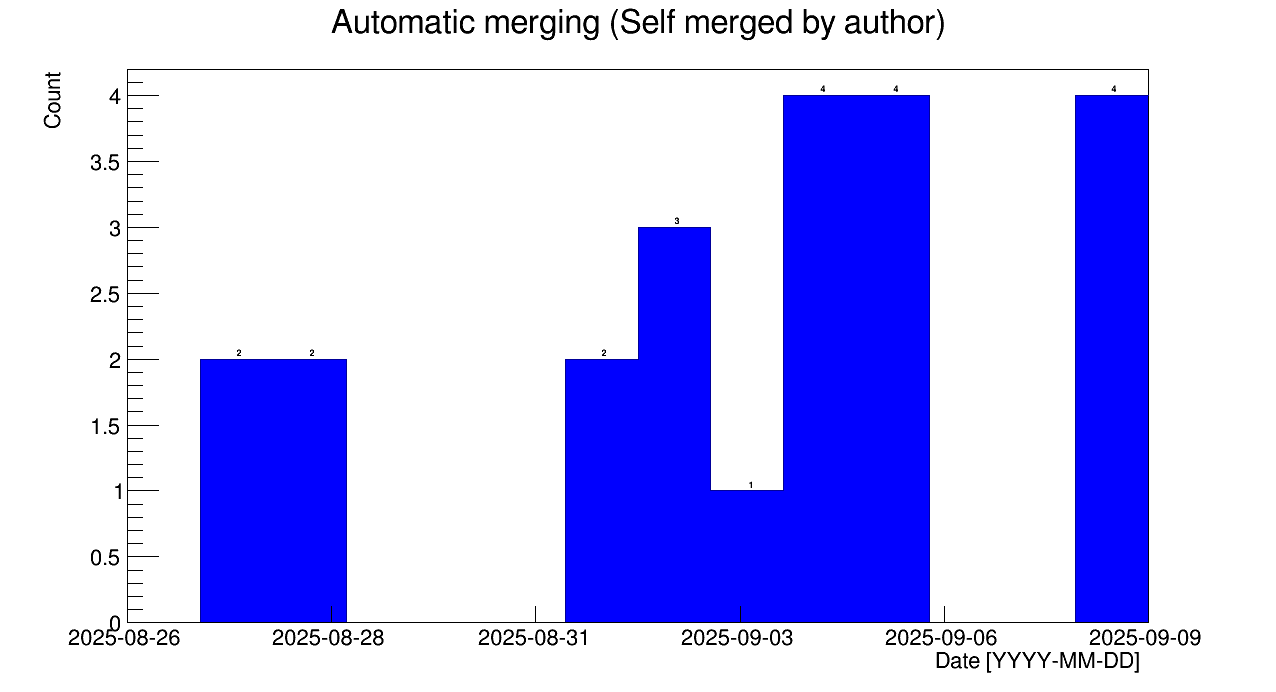 Automatic merging (Self merged by author)
Count
4
3.5
3
2.5
2
1.5
1
0.5
0
2 2 2 3 1 4 4 4
2025-08-26 2025-08-28 2025-08-31 2025-09-03 2025-09-06 2025-09-09
Date [YYYY-MM-DD]